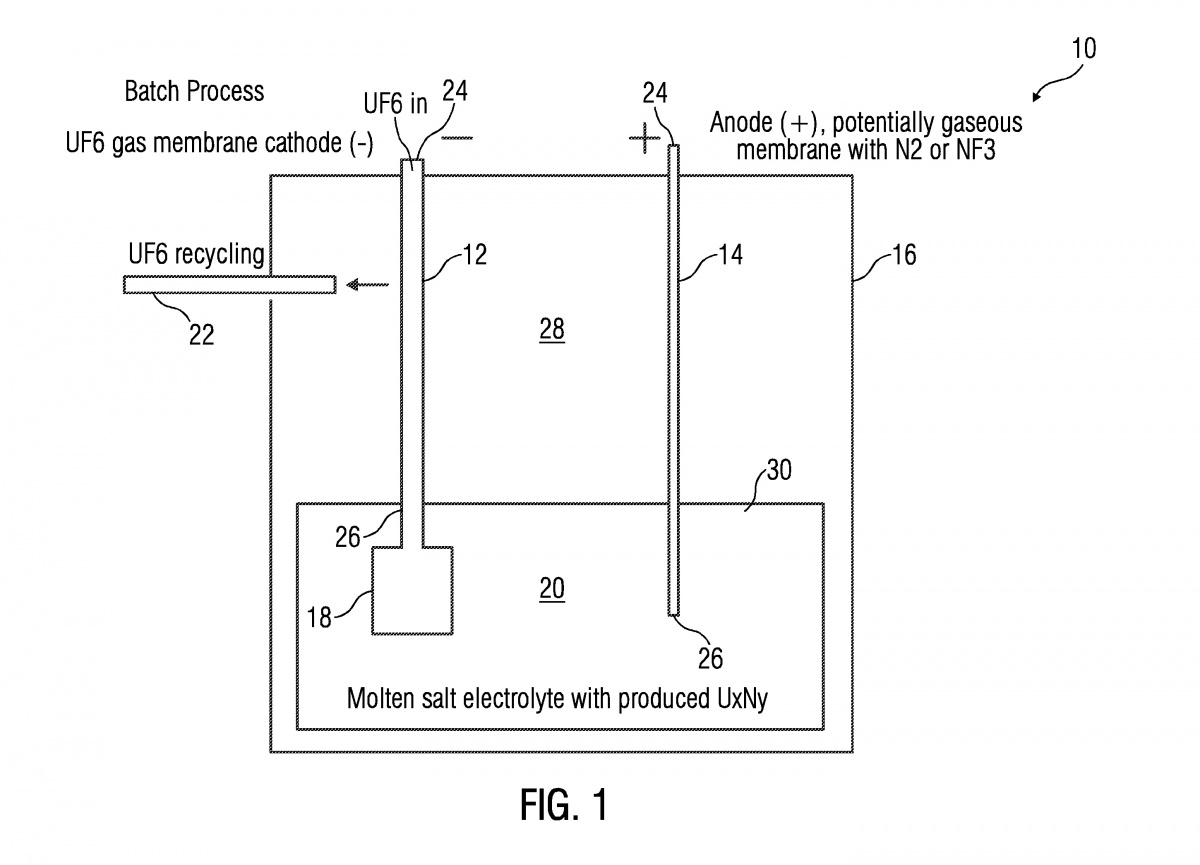 10
Batch Process
UF6 in
24
24
UF6 gas membrane cathode (-)
−
+
Anode (+), potentially gaseous
membrane with N2 or NF3
UF6 recycling
12
14
16
22
28
30
26
18
20
26
Molten salt electrolyte with produced UxNy
FIG. 1